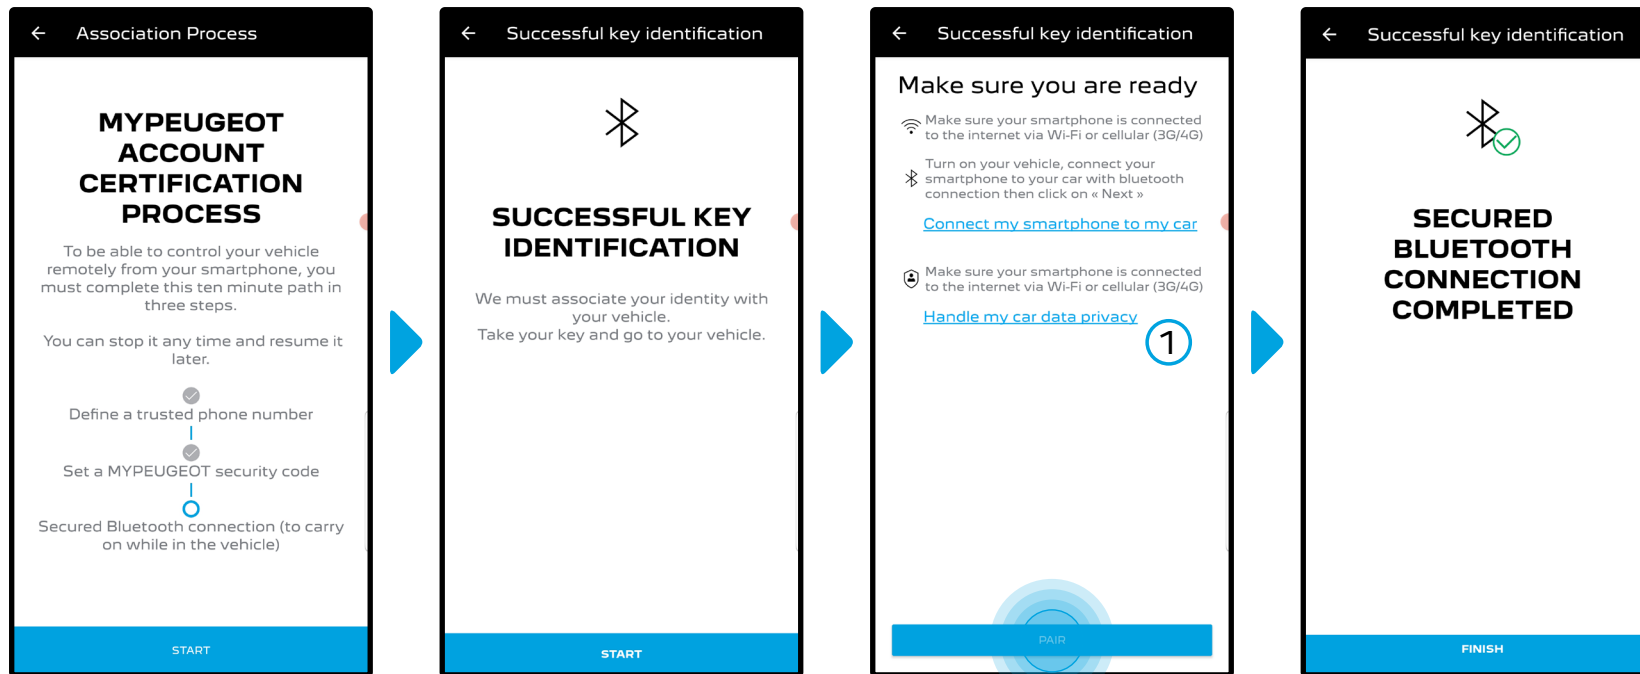 Association Process
MYPEUGEOT
ACCOUNT
CERTIFICATION
PROCESS
To be able to control your vehicle
remotely from your smartphone, you
must complete this ten minute path in
three steps.
You can stop it any time and resume it
later.
Define a trusted phone number
Set a MYPEUGEOT security code
Secured Bluetooth connection (to carry
on while in the vehicle)
START
Successful key identification
SUCCESSFUL KEY
IDENTIFICATION
We must associate your identity with
your vehicle.
Take your key and go to your vehicle.
START
Successful key identification
Make sure you are ready
Make sure your smartphone is connected
to the internet via Wi-Fi or cellular (3G/4G)
Turn on your vehicle, connect your
smartphone to your car with bluetooth
connection then click on « Next »
Connect my smartphone to my car
Make sure your smartphone is connected
to the internet via Wi-Fi or cellular (3G/4G)
Handle my car data privacy
1
PAIR
Successful key identification
SECURED
BLUETOOTH
CONNECTION
COMPLETED
FINISH